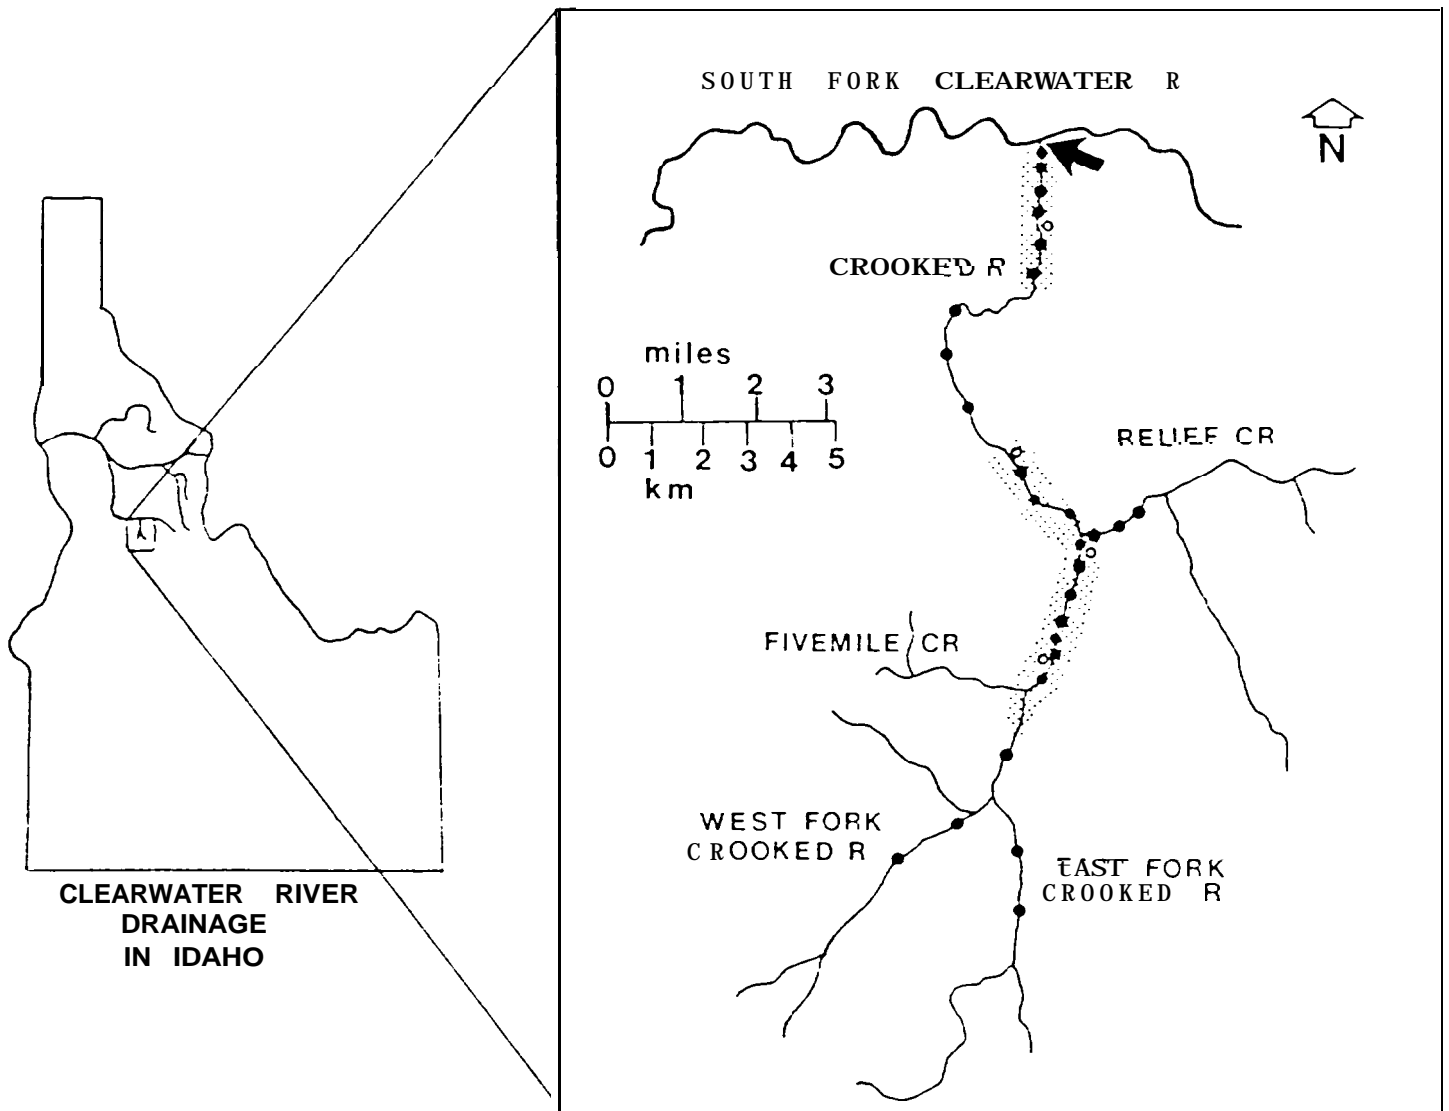 SOUTH FORK CLEARWATER R
N
CROOKED R
miles
0 1 2 3
0 1 2 3 4 5
km
RELIEF CR
FIVEMILE CR
WEST FORK
CROOKED R
EAST FORK
CROOKED R
CLEARWATER RIVER
DRAINAGE
IN IDAHO